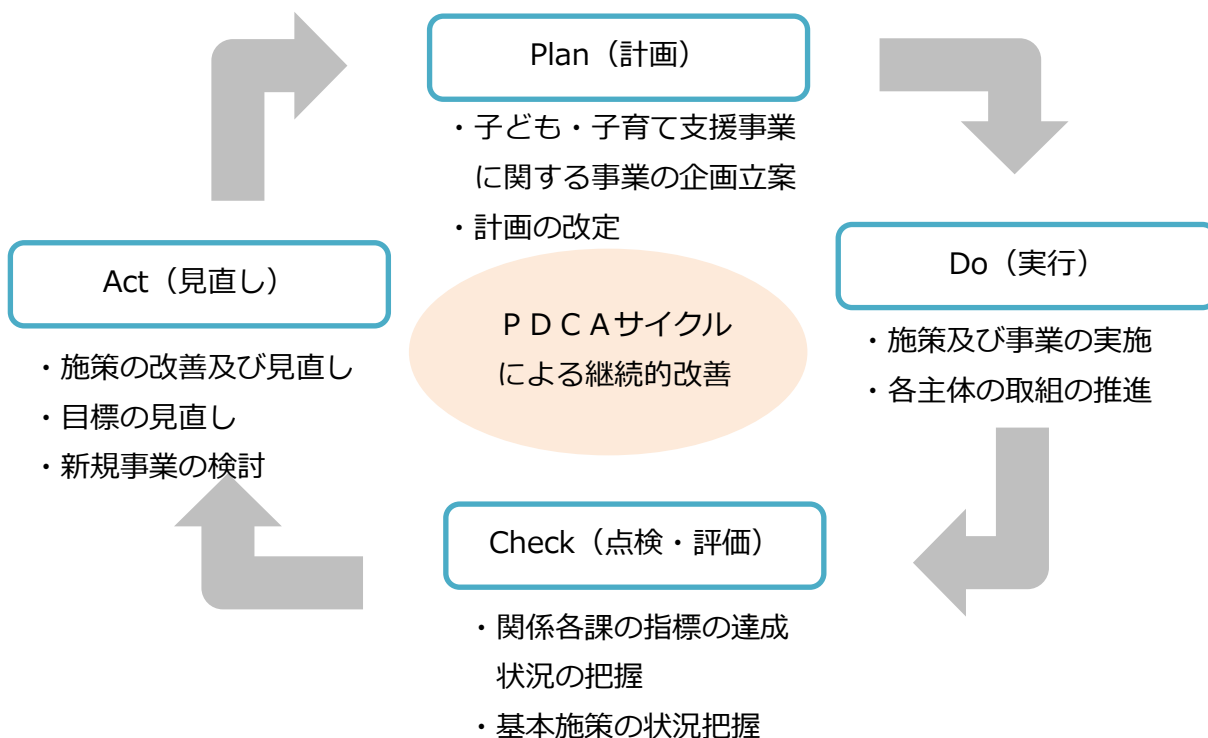 Plan（計画）
・子ども・子育て支援事業
に関する事業の企画立案
・計画の改定
Do（実行）
・施策及び事業の実施
・各主体の取組の推進
Check（点検・評価）
・関係各課の指標の達成
状況の把握
・基本施策の状況把握
Act（見直し）
・施策の改善及び見直し
・目標の見直し
・新規事業の検討
ＰＤＣＡサイクル
による継続的改善